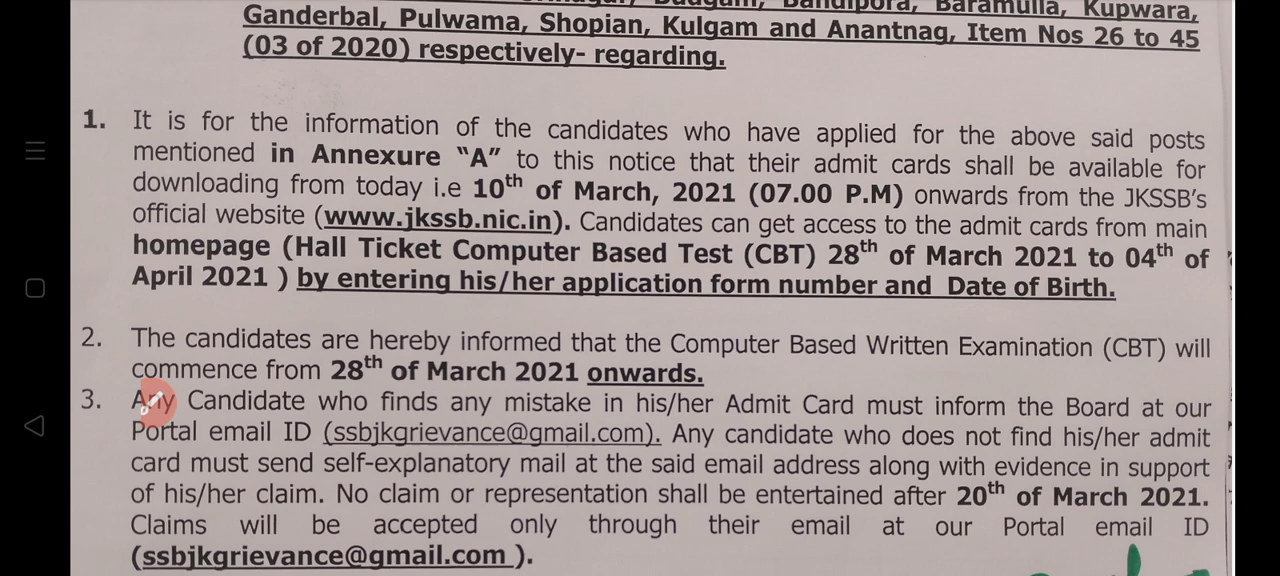 Bandipora, Baramulla, Kupwara,
Ganderbal, Pulwama, Shopian, Kulgam and Anantnag, Item Nos 26 to 45
(03 of 2020) respectively- regarding.
1. It is for the information of the candidates who have applied for the above said posts
mentioned in Annexure “A” to this notice that their admit cards shall be available for
downloading from today i.e 10th of March, 2021 (07.00 P.M) onwards from the JKSSB’s
official website (www.jkssb.nic.in). Candidates can get access to the admit cards from main
homepage (Hall Ticket Computer Based Test (CBT) 28th of March 2021 to 04th of
April 2021 ) by entering his/her application form number and Date of Birth.
2. The candidates are hereby informed that the Computer Based Written Examination (CBT) will
commence from 28th of March 2021 onwards.
3. Any Candidate who finds any mistake in his/her Admit Card must inform the Board at our
Portal email ID (ssbjkgrievance@gmail.com). Any candidate who does not find his/her admit
card must send self-explanatory mail at the said email address along with evidence in support
of his/her claim. No claim or representation shall be entertained after 20th of March 2021.
Claims will be accepted only through their email at our Portal email ID
(ssbjkgrievance@gmail.com ).